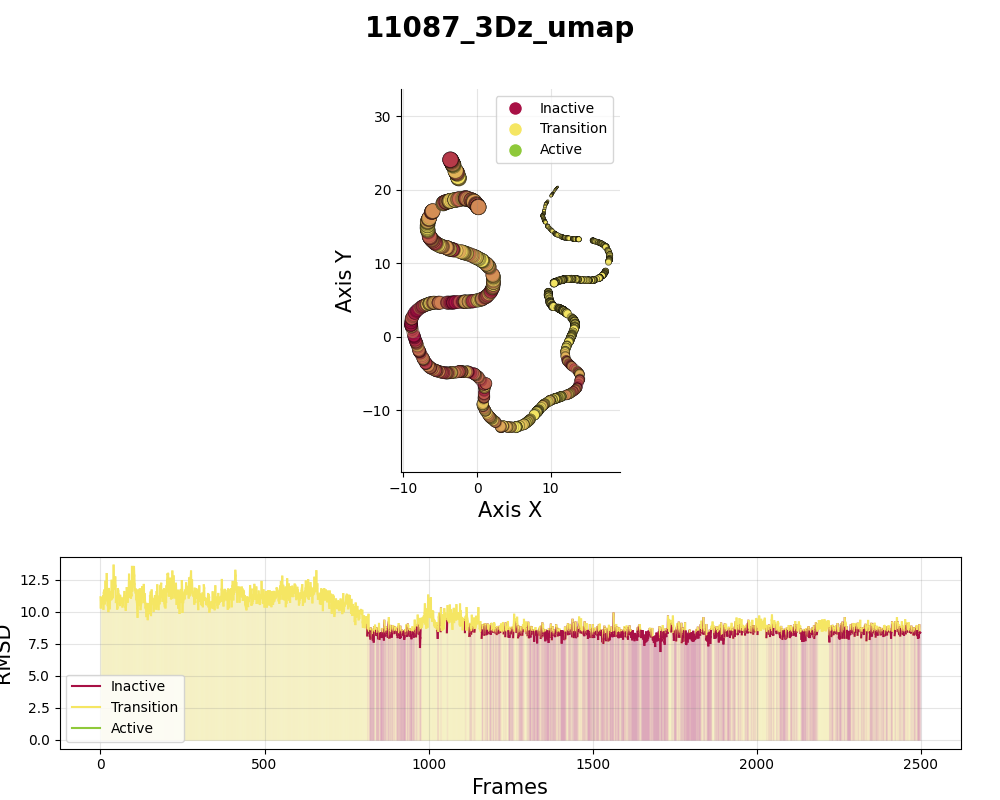 11087_3Dz_umap
Inactive
Transition
Active
30
20
10
0
−10
Axis Y
−10 0 10
Axis X
12.5
10.0
7.5
5.0
2.5
0.0
RMSD
Inactive
Transition
Active
0 500 1000 1500 2000 2500
Frames